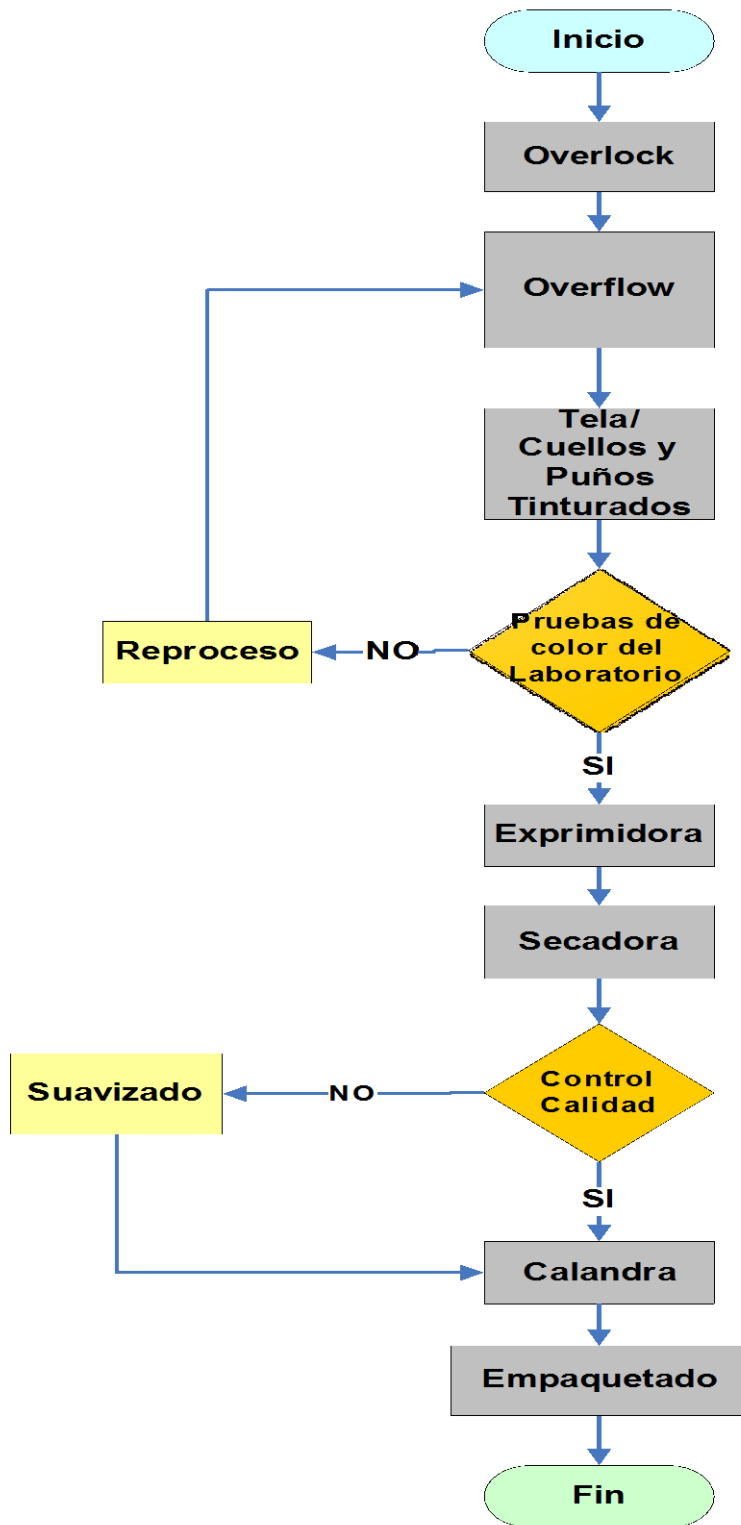 Inicio
Overlock
Overflow
Tela/
Cuellos y
Puños
Tinturados
Pruebas de
color del
Laboratorio
NO
Reproceso
SI
Exprimidora
Secadora
Control
Calidad
NO
Suavizado
SI
Calandra
Empaquetado
Fin